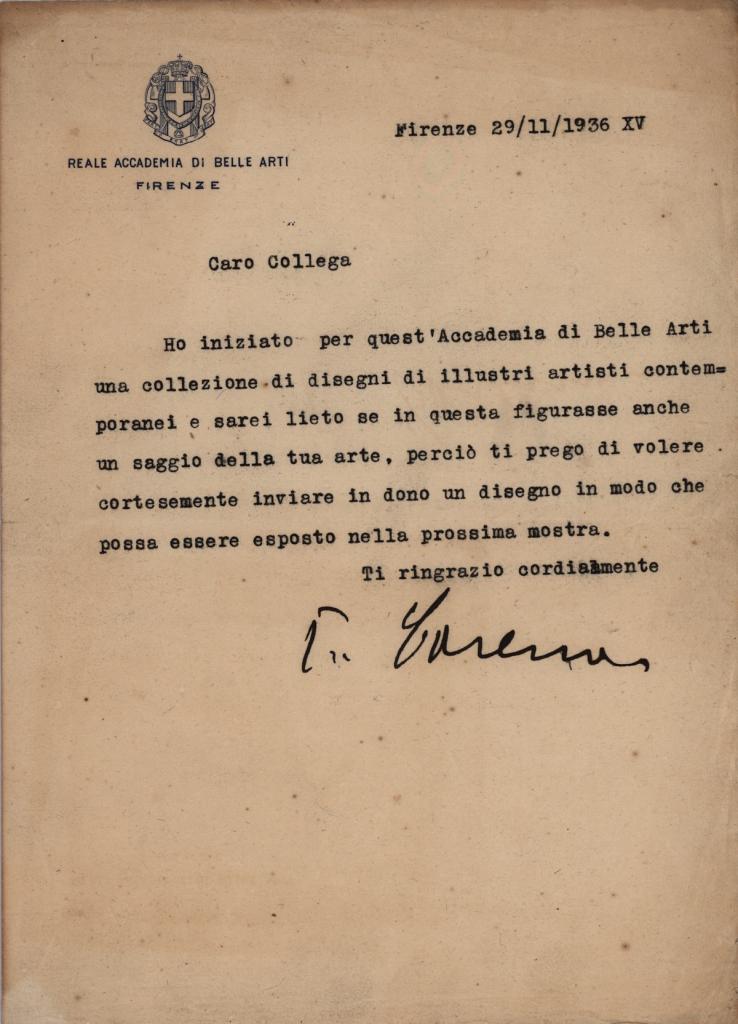 REALE ACCADEMIA DI BELLE ARTI
FIRENZE
Firenze 29/11/1936 XV
Caro Collega
Ho iniziato per quest'Accademia di Belle Arti
una collezione di disegni di illustri artisti contem=
poranei e sarei lieto se in questa figurasse anche
un saggio della tua arte, perciò ti prego di volere
cortesemente inviare in dono un disegno in modo che
possa essere esposto nella prossima mostra.
Ti ringrazio cordialmente